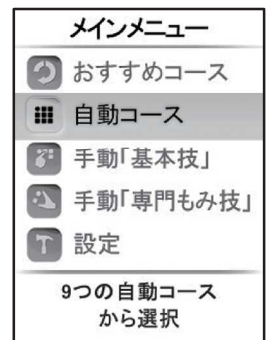 メインメニュー
おすすめコース
自動コース
手動「基本技」
手動「専門もみ技」
設定
9つの自動コース
から選択